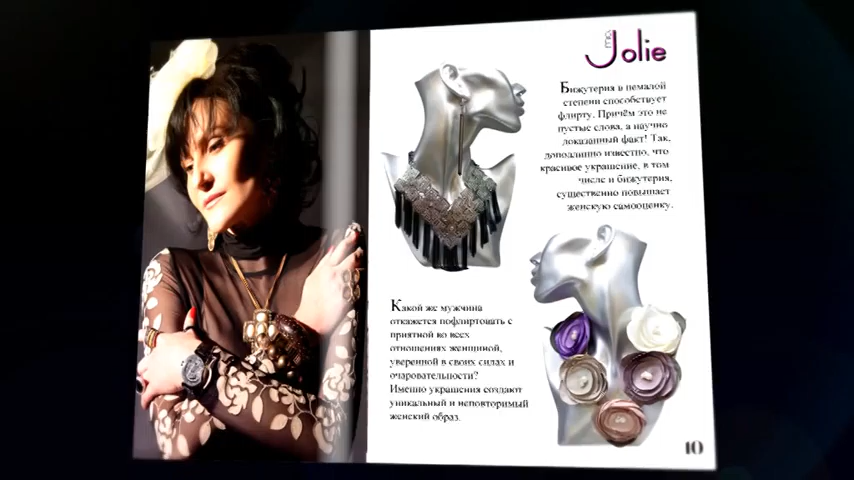 ma
Jolie
Бижутерия в немалой
степени способствует
флирту. Причём это не
пустые слова, а научно
доказанный факт! Так,
доподлинно известно, что
красивое украшение, в том
числе и бижутерия,
существенно повышает
женскую самооценку.
Какой же мужчина
откажется пофлиртовать с
приятной во всех
отношениях женщиной,
уверенной в своих силах и
очаровательности?
Именно украшения создают
уникальный и неповторимый
женский образ.
10